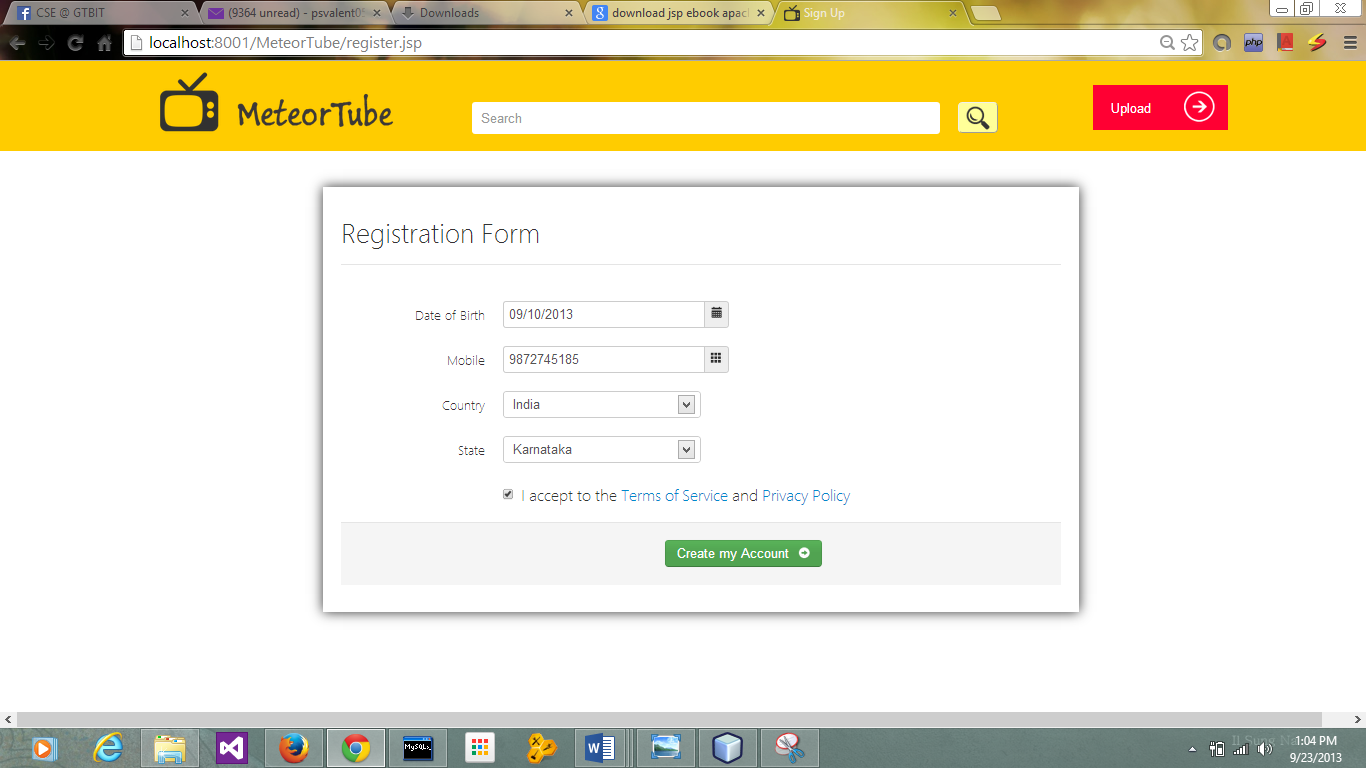 CSE @ GTBIT
(9364 unread) - psvalent05
Downloads
download jsp ebook apac
Sign Up
localhost:8001/MeteorTube/register.jsp
php
MeteorTube
Search
Upload
Registration Form
Date of Birth
09/10/2013
Mobile
9872745185
Country
India
State
Karnataka
I accept to the Terms of Service and Privacy Policy
Create my Account
MySQL
1:04 PM
9/23/2013